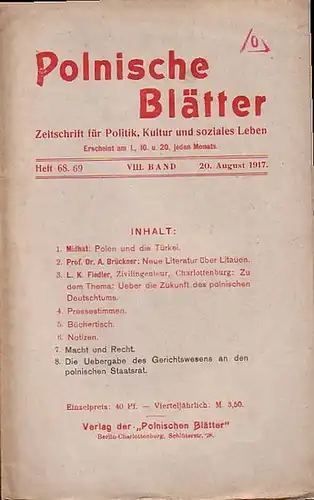 0
Polnische
Blätter
Zeitschrift für Politik, Kultur und soziales Leben
Erscheint am 1., 10. u. 20. jeden Monats.
Heft 68. 69 VIII. BAND 20. August 1917.
INHALT:
1. Midhat: Polen und die Türkei.
2. Prof. Dr. A. Brückner: Neue Literatur über Litauen.
3. L. K. Fiedler, Zivilingenieur, Charlottenburg: Zu
dem Thema: Ueber die Zukunft des polnischen
Deutschtums.
4. Pressestimmen.
5. Büchertisch.
6. Notizen.
7. Macht und Recht.
8. Die Uebergabe des Gerichtswesens an den
polnischen Staatsrat.
Einzelpreis: 40 Pf. — Vierteljährlich: M. 3,50.
Verlag der „Polnischen Blätter"
Berlin-Charlottenburg, Schlüterstr.